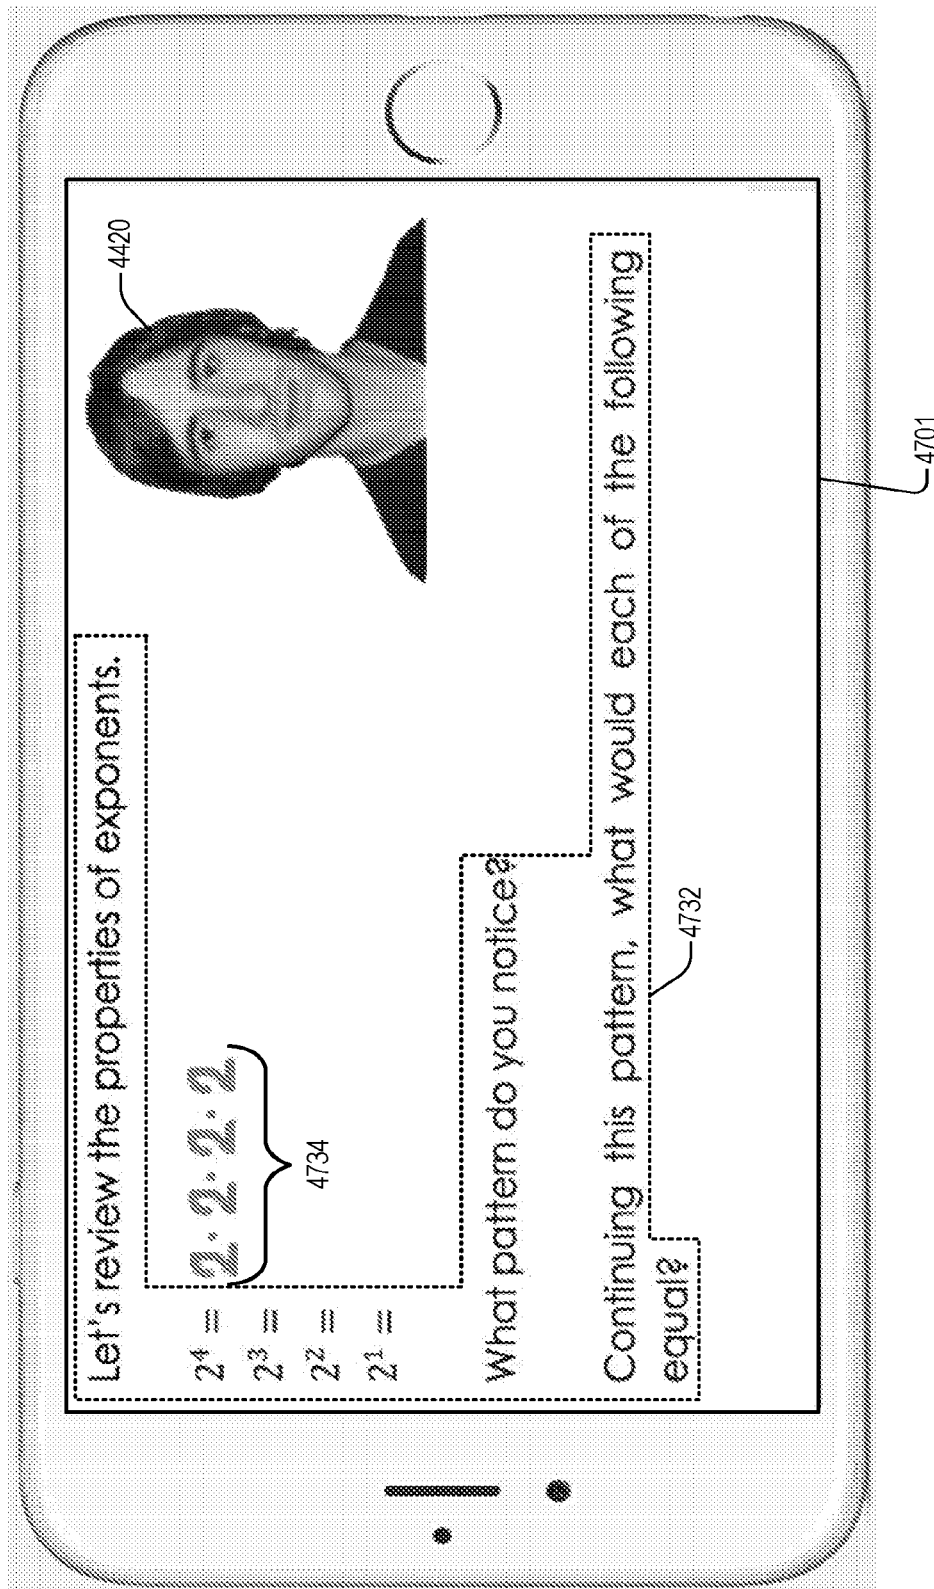 Let's review the properties of exponents.
4420
2⁴ = 2 · 2 · 2 · 2
2³ =
4734
2² =
2¹ =
What pattern do you notice?
Continuing this pattern, what would each of the following
equal?
4732
4701